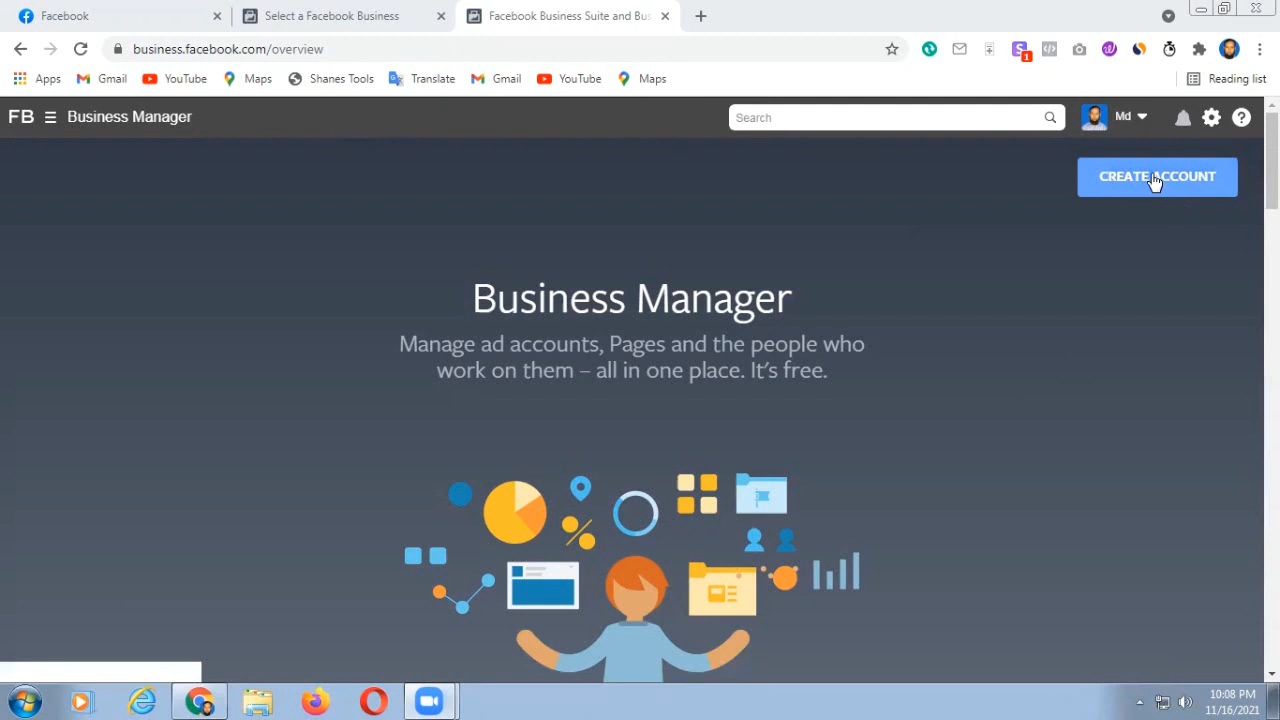 Facebook
Select a Facebook Business
Facebook Business Suite and Bus
business.facebook.com/overview
1
Apps
Gmail
YouTube
Maps
Shanes Tools
Translate
Gmail
YouTube
Maps
Reading list
FB
Business Manager
Search
Md
CREATE ACCOUNT
Business Manager
Manage ad accounts, Pages and the people who
work on them – all in one place. It's free.
10:08 PM
11/16/2021